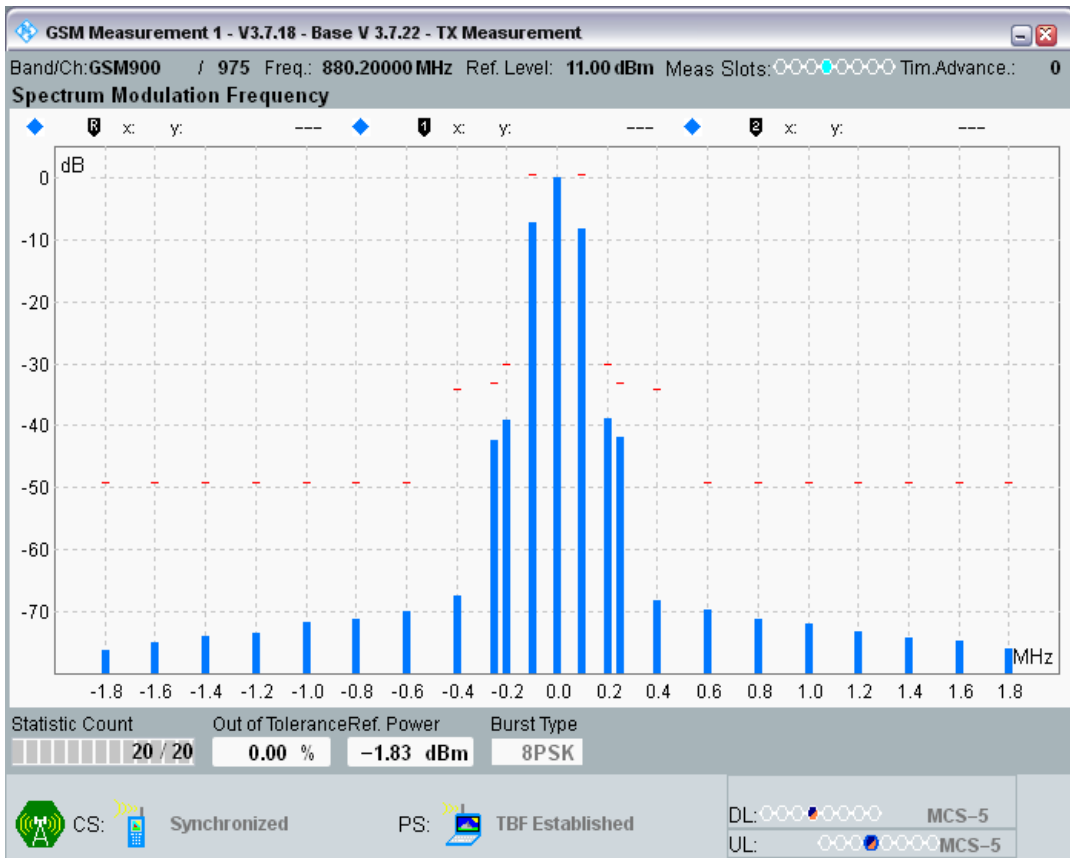 GSM Measurement 1 - V3.7.18 - Base V 3.7.22 - TX Measurement
Band/Ch:GSM900 / 975 Freq.: 880.20000 MHz Ref. Level: 11.00 dBm Meas Slots: Tim.Advance.: 0
Spectrum Modulation Frequency
R x: y: --- 1 x: y: --- 2 x: y: ---
dB
0
-10
-20
-30
-40
-50
-60
-70
MHz
-1.8 -1.6 -1.4 -1.2 -1.0 -0.8 -0.6 -0.4 -0.2 0.0 0.2 0.4 0.6 0.8 1.0 1.2 1.4 1.6 1.8
Statistic Count Out of Tolerance Ref. Power Burst Type
20 / 20 0.00 % −1.83 dBm 8PSK
CS: Synchronized PS: TBF Established
DL: MCS–5
UL: MCS–5